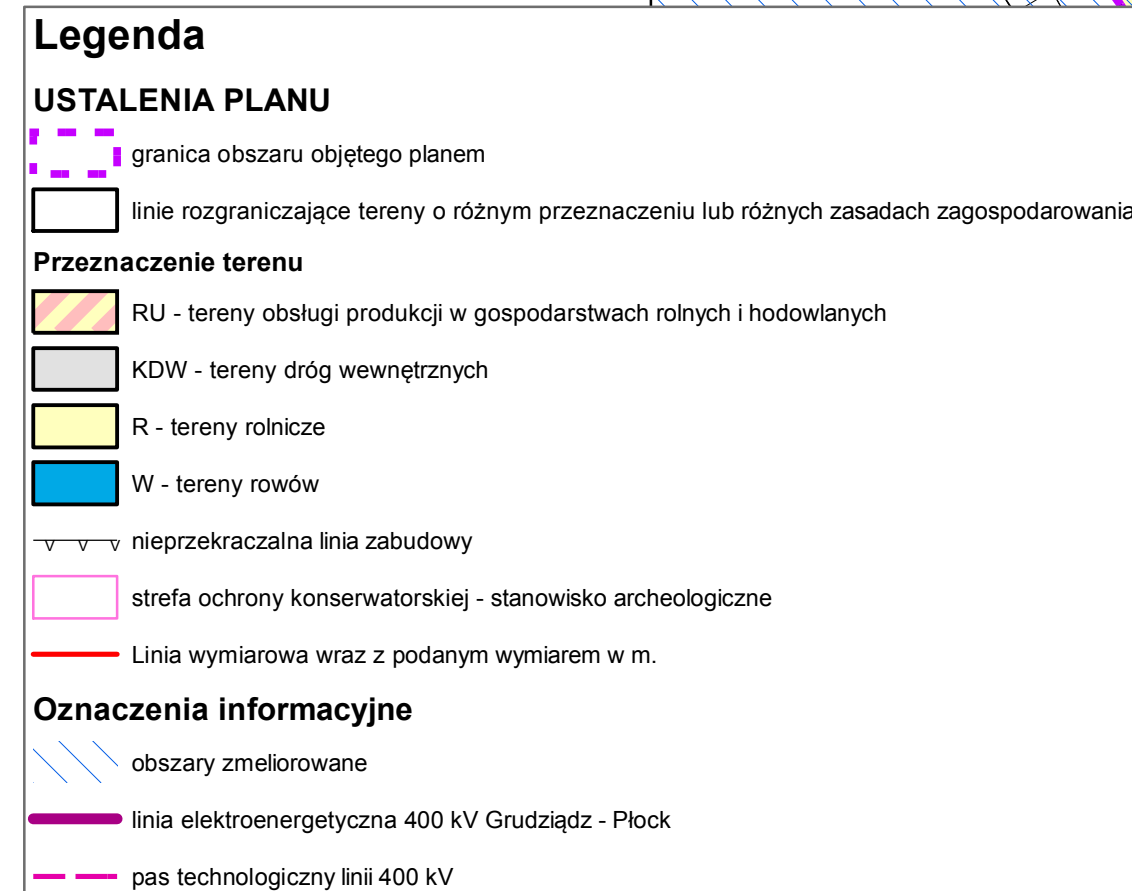 Legenda
USTALENIA PLANU
granica obszaru objętego planem
linie rozgraniczające tereny o różnym przeznaczeniu lub różnych zasadach zagospodarowania
Przeznaczenie terenu
RU - tereny obsługi produkcji w gospodarstwach rolnych i hodowlanych
KDW - tereny dróg wewnętrznych
R - tereny rolnicze
W - tereny rowów
nieprzekraczalna linia zabudowy
strefa ochrony konserwatorskiej - stanowisko archeologiczne
Linia wymiarowa wraz z podanym wymiarem w m.
Oznaczenia informacyjne
obszary zmeliorowane
linia elektroenergetyczna 400 kV Grudziądz - Płock
pas technologiczny linii 400 kV